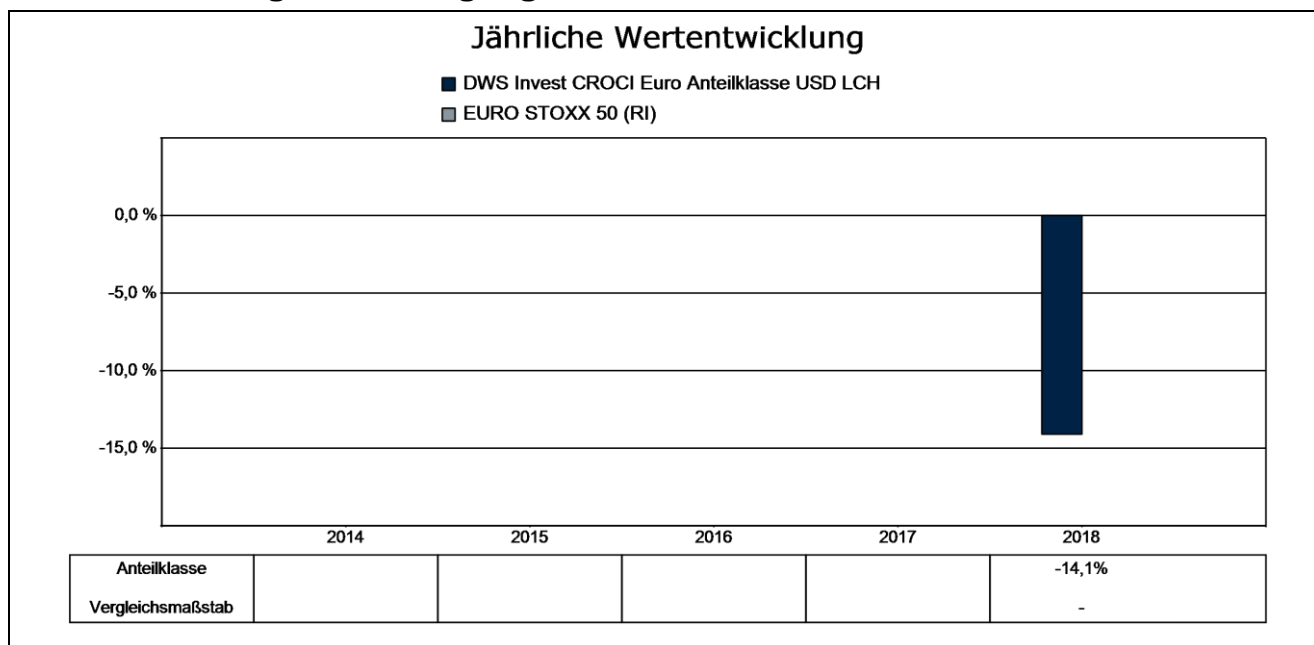 Jährliche Wertentwicklung
DWS Invest CROCI Euro Anteilklasse USD LCH
EURO STOXX 50 (RI)
0,0 %
-5,0 %
-10,0 %
-15,0 %
2014 2015 2016 2017 2018
Anteilklasse -14,1%
Vergleichsmaßstab -